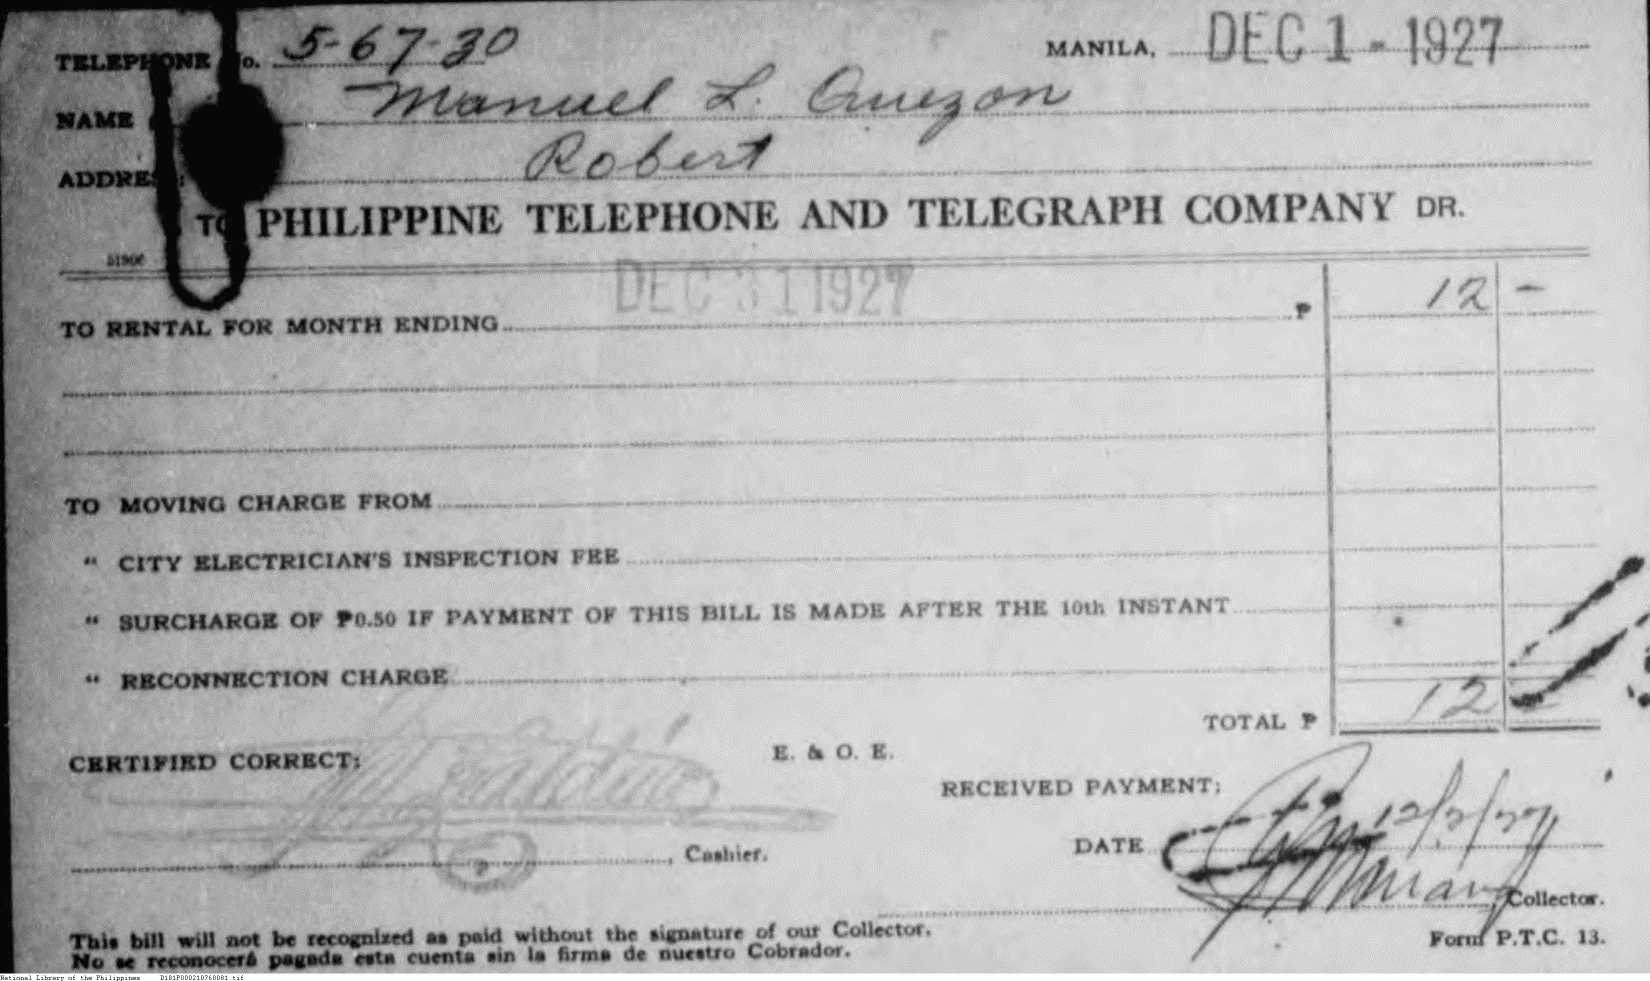 TELEPHONE No. 5-67-30 MANILA, DEC 1 - 1927
NAME Manuel L. Quezon
ADDRESS: Robert
TO PHILIPPINE TELEPHONE AND TELEGRAPH COMPANY DR.
DEC 31 1927
TO RENTAL FOR MONTH ENDING ₱ 12 —
TO MOVING CHARGE FROM
" CITY ELECTRICIAN'S INSPECTION FEE
" SURCHARGE OF ₱0.50 IF PAYMENT OF THIS BILL IS MADE AFTER THE 10th INSTANT
" RECONNECTION CHARGE
TOTAL ₱ 12
CERTIFIED CORRECT:
E. & O. E.
RECEIVED PAYMENT:
DATE
, Cashier.
, Collector.
This bill will not be recognized as paid without the signature of our Collector.
No se reconocerá pagada esta cuenta sin la firma de nuestro Cobrador.
Form P.T.C. 13.
National Library of the Philippines